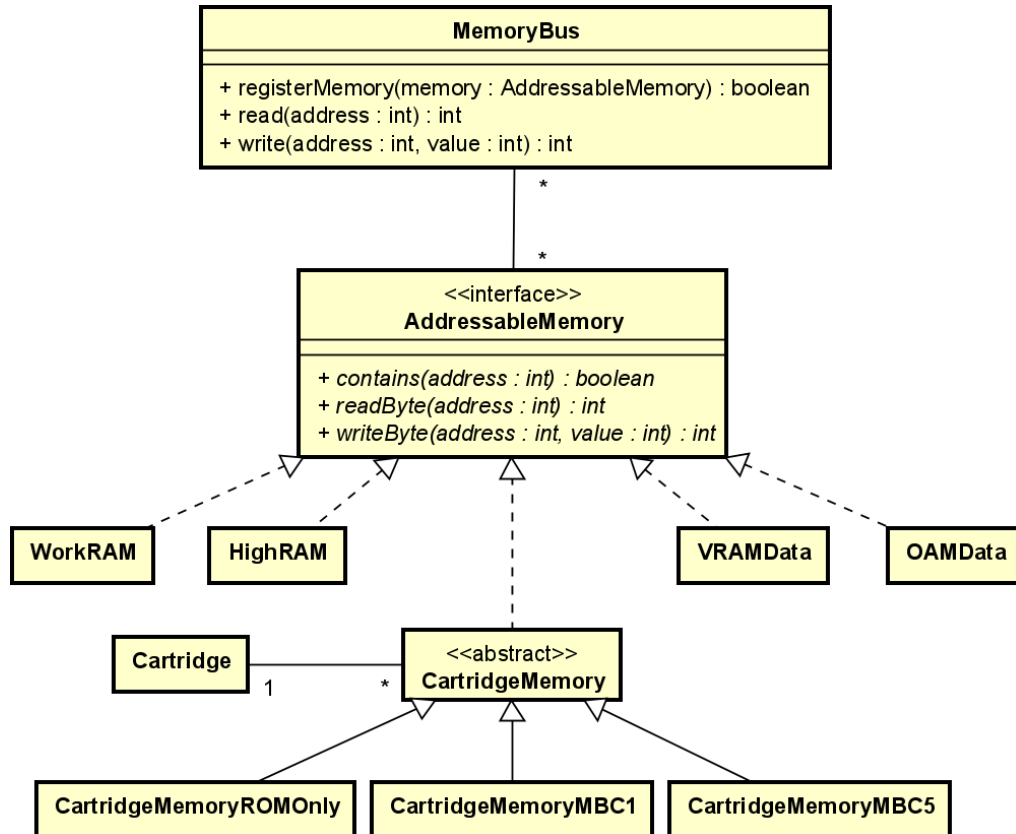 MemoryBus
+ registerMemory(memory : AddressableMemory) : boolean
+ read(address : int) : int
+ write(address : int, value : int) : int
*
*
<<interface>>
AddressableMemory
+ contains(address : int) : boolean
+ readByte(address : int) : int
+ writeByte(address : int, value : int) : int
WorkRAM
HighRAM
VRAMData
OAMData
Cartridge
1
*
<<abstract>>
CartridgeMemory
CartridgeMemoryROMOnly
CartridgeMemoryMBC1
CartridgeMemoryMBC5